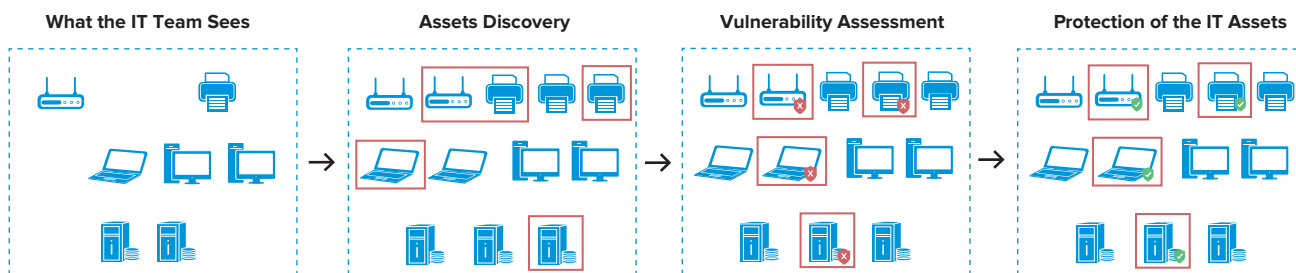 What the IT Team Sees
Assets Discovery
Vulnerability Assessment
Protection of the IT Assets